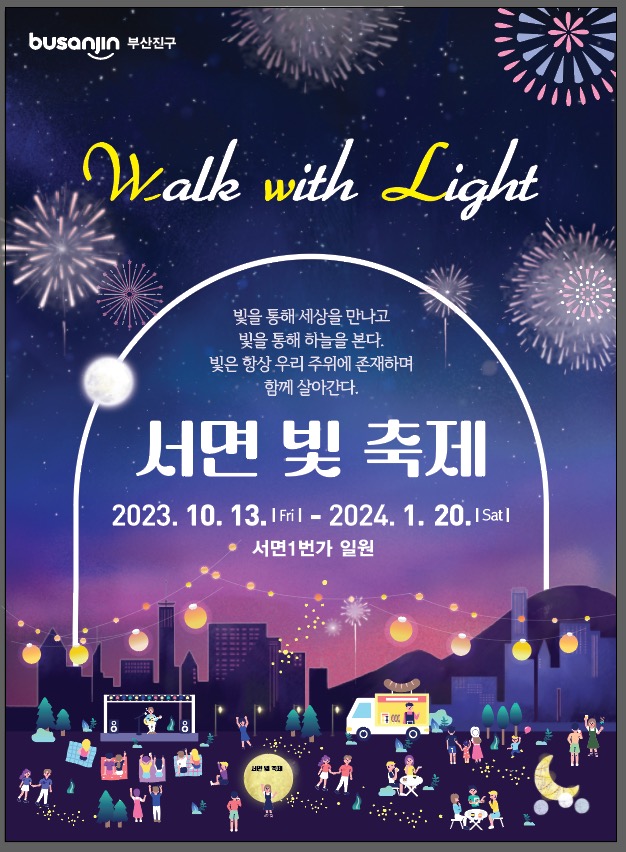 busanjin 부산진구
Walk with Light
빛을 통해 세상을 만나고
빛을 통해 하늘을 본다.
빛은 항상 우리 주위에 존재하며
함께 살아간다.
서면 빛 축제
2023. 10. 13. |Fri| - 2024. 1. 20. |Sat|
서면1번가 일원
서면 빛 축제